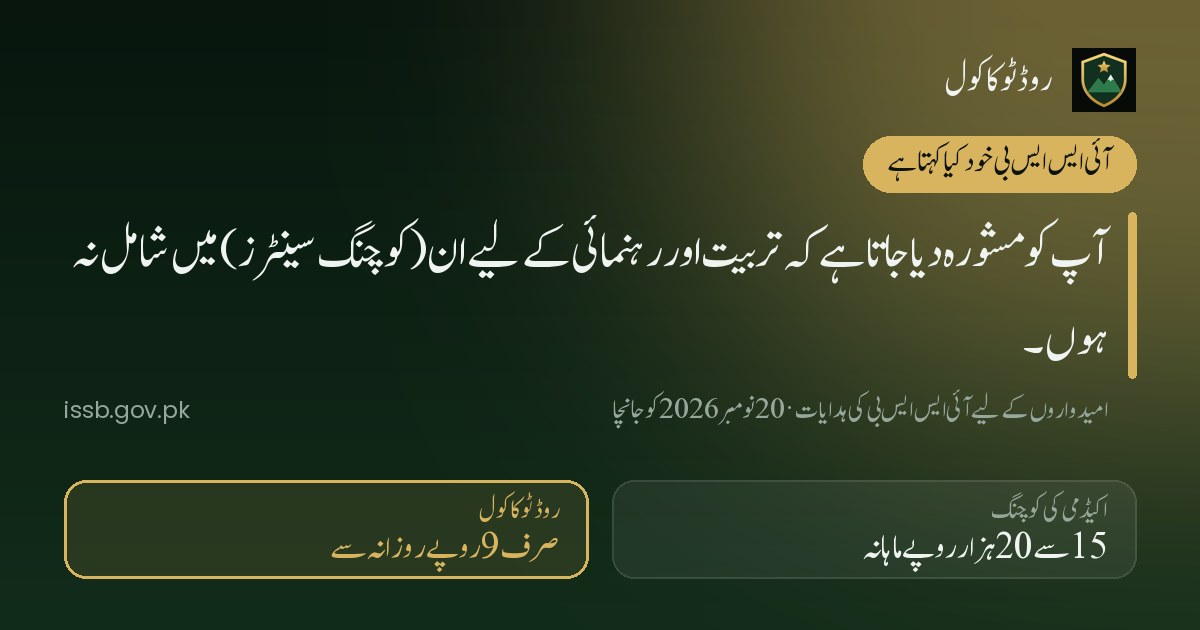 روڈ ٹو کاکول
آئی ایس ایس بی خود کیا کہتا ہے
آپ کو مشورہ دیا جاتا ہے کہ تربیت اور رہنمائی کے لیے ان (کوچنگ سینٹرز) میں شامل نہ
ہوں۔
امیدواروں کے لیے آئی ایس ایس بی کی ہدایات · 20 نومبر 2026 کو جانچا
issb.gov.pk
اکیڈمی کی کوچنگ
15 سے 20 ہزار روپے ماہانہ
روڈ ٹو کاکول
صرف 9 روپے روزانہ سے